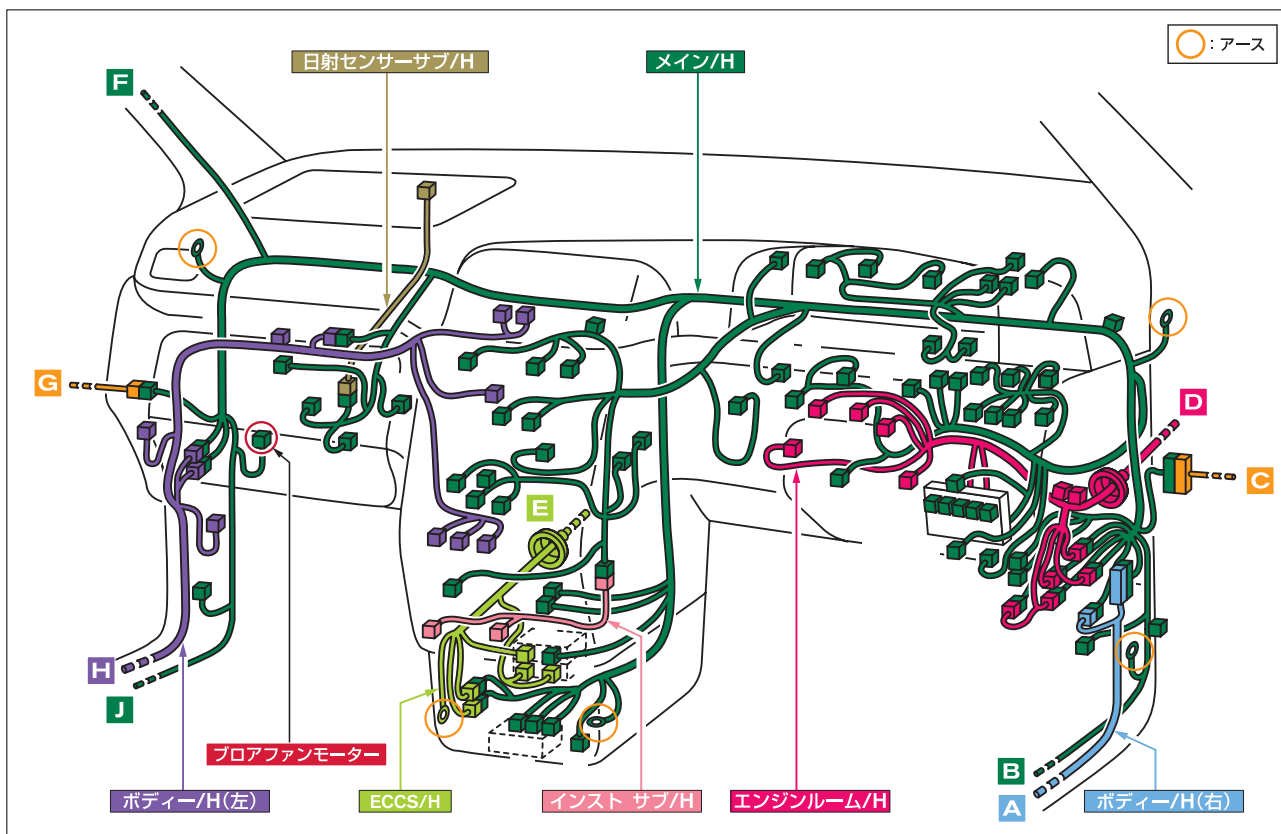 ○: アース
日射センサーサブ/H
メイン/H
F
G
D
C
E
H
J
ブロアファンモーター
B
A
ボディー/H(左)
ECCS/H
インスト サブ/H
エンジンルーム/H
ボディー/H(右)